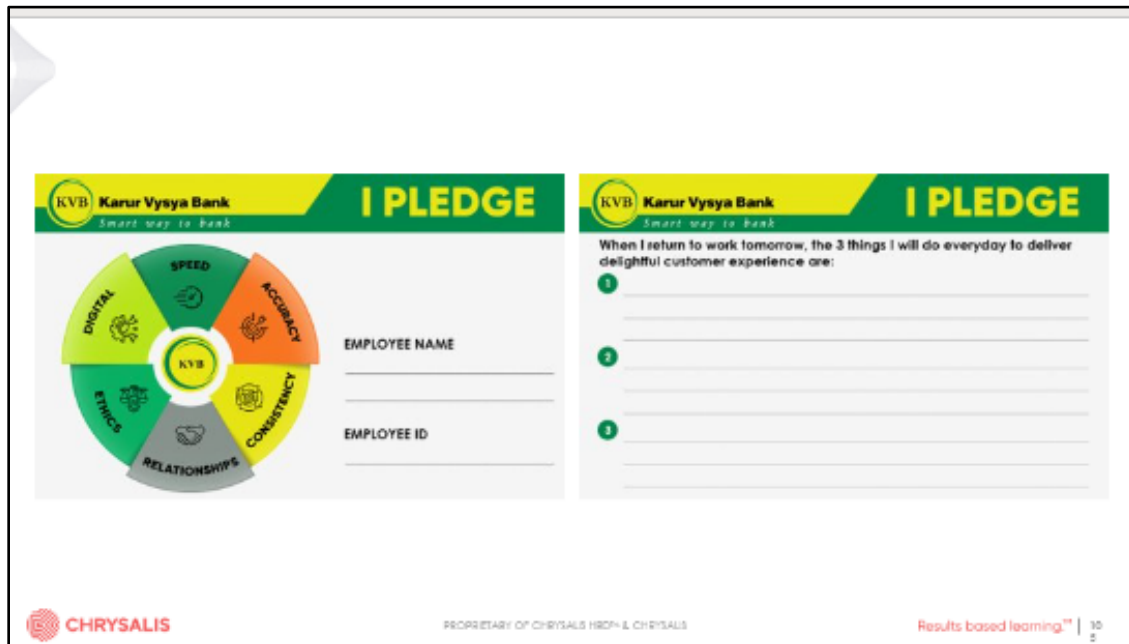 KVB Karur Vysya Bank
Smart way to bank
I PLEDGE
SPEED
ACCURACY
CONSISTENCY
RELATIONSHIPS
ETHICS
DIGITAL
KVB
EMPLOYEE NAME
EMPLOYEE ID
KVB Karur Vysya Bank
Smart way to bank
I PLEDGE
When I return to work tomorrow, the 3 things I will do everyday to deliver
delightful customer experience are:
1
2
3
CHRYSALIS
PROPRIETARY OF CHRYSALIS & CHRYSALIS
Results based learning.™ | 10
5